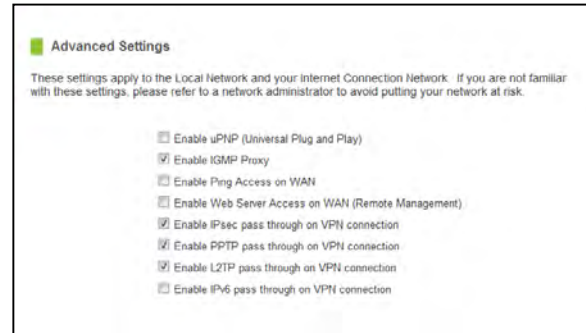 Advanced Settings
These settings apply to the Local Network and your Internet Connection Network. If you are not familiar
with these settings, please refer to a network administrator to avoid putting your network at risk.
Enable uPNP (Universal Plug and Play)
Enable IGMP Proxy
Enable Ping Access on WAN
Enable Web Server Access on WAN (Remote Management)
Enable IPsec pass through on VPN connection
Enable PPTP pass through on VPN connection
Enable L2TP pass through on VPN connection
Enable IPv6 pass through on VPN connection